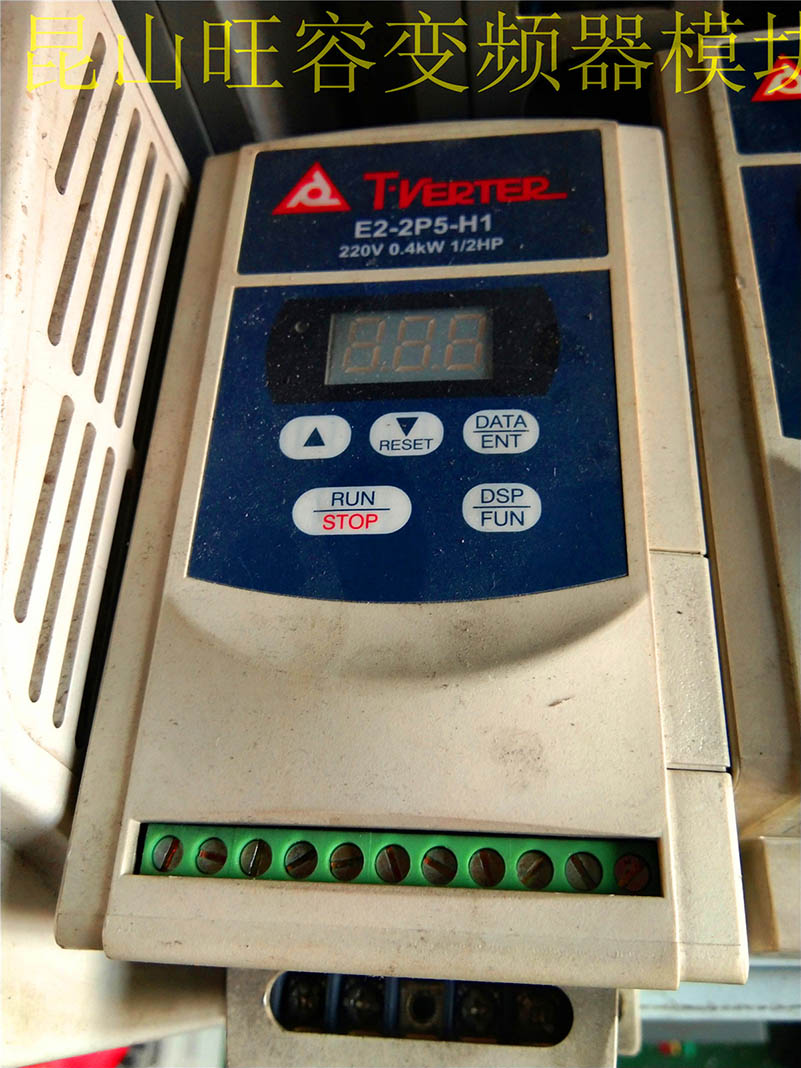 昆山旺容变频器模块
T-VERTER
E2-2P5-H1
220V 0.4kW 1/2HP
▲
▼
RESET
DATA
ENT
RUN
STOP
DSP
FUN